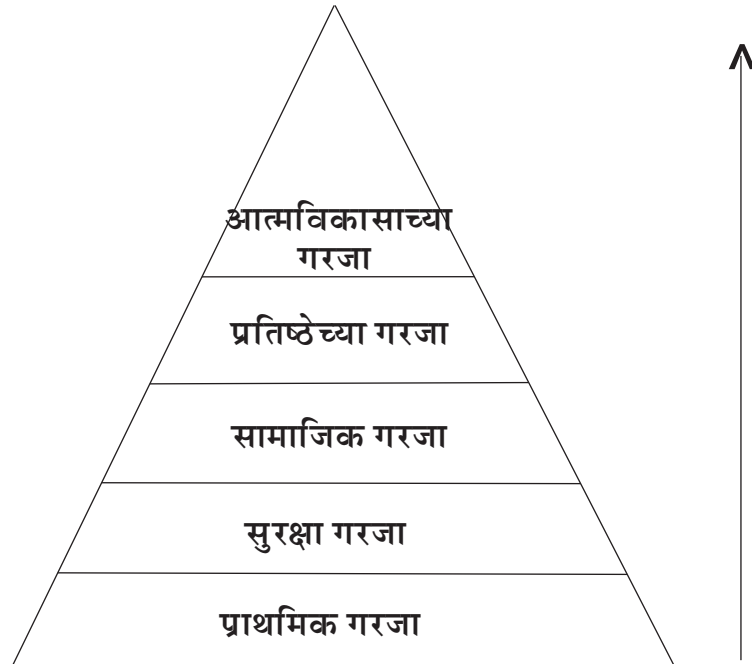 आत्मविकासाच्या
गरजा
प्रतिष्ठेच्या गरजा
सामाजिक गरजा
सुरक्षा गरजा
प्राथमिक गरजा